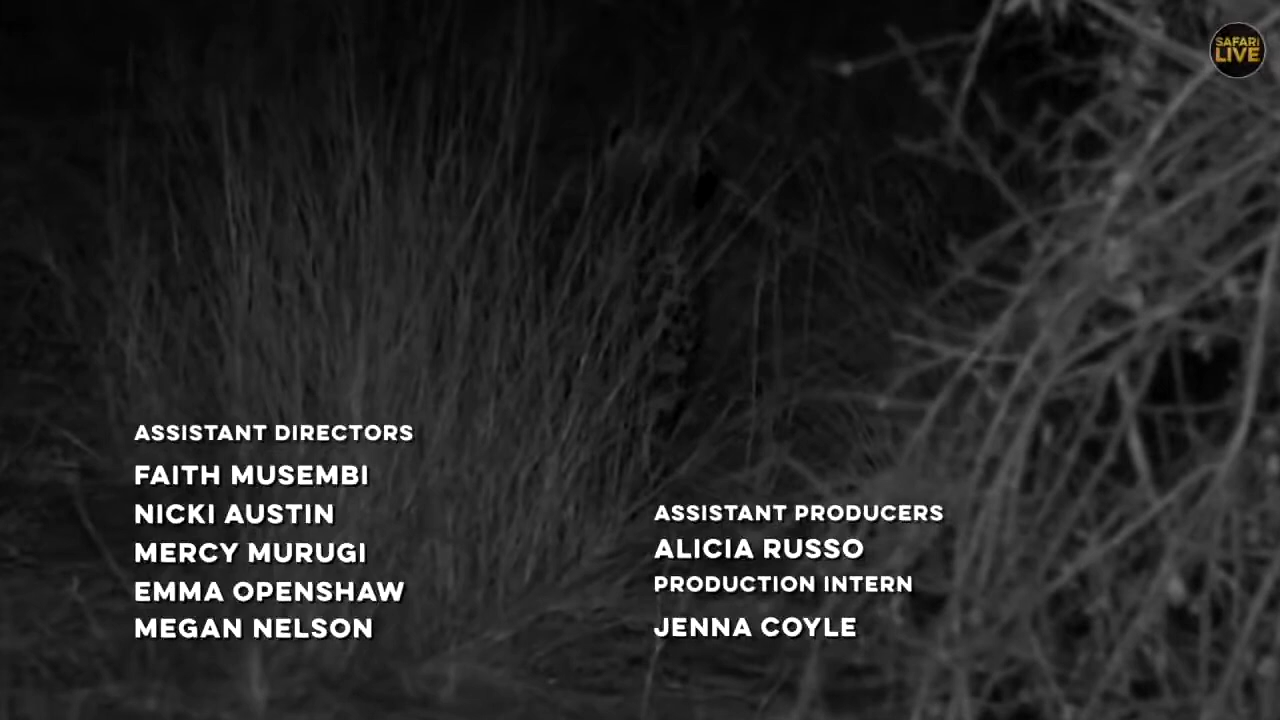 SAFARI
LIVE
ASSISTANT DIRECTORS
FAITH MUSEMBI
NICKI AUSTIN
MERCY MURUGI
EMMA OPENSHAW
MEGAN NELSON
ASSISTANT PRODUCERS
ALICIA RUSSO
PRODUCTION INTERN
JENNA COYLE